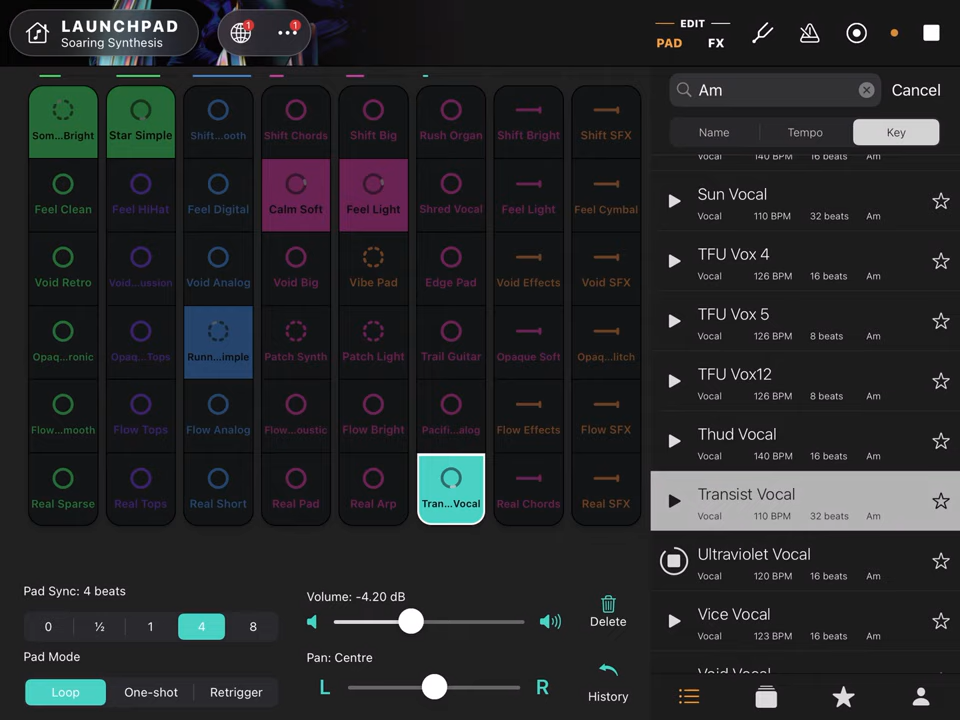 LAUNCHPAD
Soaring Synthesis
1
1
EDIT
PAD FX
Am
Cancel
Name Tempo Key
Som...Bright Star Simple Shift...ooth Shift Chords Shift Big Rush Organ Shift Bright Shift SFX
Feel Clean Feel HiHat Feel Digital Calm Soft Feel Light Shred Vocal Feel Light Feel Cymbal
Void Retro Void...ussion Void Analog Void Big Vibe Pad Edge Pad Void Effects Void SFX
Opaq...ronic Opaq...Tops Runn...imple Patch Synth Patch Light Trail Guitar Opaque Soft Opaq...litch
Flow...mooth Flow Tops Flow Analog Flow...oustic Flow Bright Pacifi...alog Flow Effects Flow SFX
Real Sparse Real Tops Real Short Real Pad Real Arp Tran...Vocal Real Chords Real SFX
Vocal 140 BPM 16 beats Am
Sun Vocal
Vocal 110 BPM 32 beats Am
TFU Vox 4
Vocal 126 BPM 16 beats Am
TFU Vox 5
Vocal 126 BPM 8 beats Am
TFU Vox12
Vocal 126 BPM 8 beats Am
Thud Vocal
Vocal 140 BPM 16 beats Am
Transist Vocal
Vocal 110 BPM 32 beats Am
Ultraviolet Vocal
Vocal 120 BPM 16 beats Am
Vice Vocal
Vocal 123 BPM 16 beats Am
Void Vocal
Pad Sync: 4 beats
0 ½ 1 4 8
Pad Mode
Loop One-shot Retrigger
Volume: -4.20 dB
Pan: Centre
L R
Delete
History